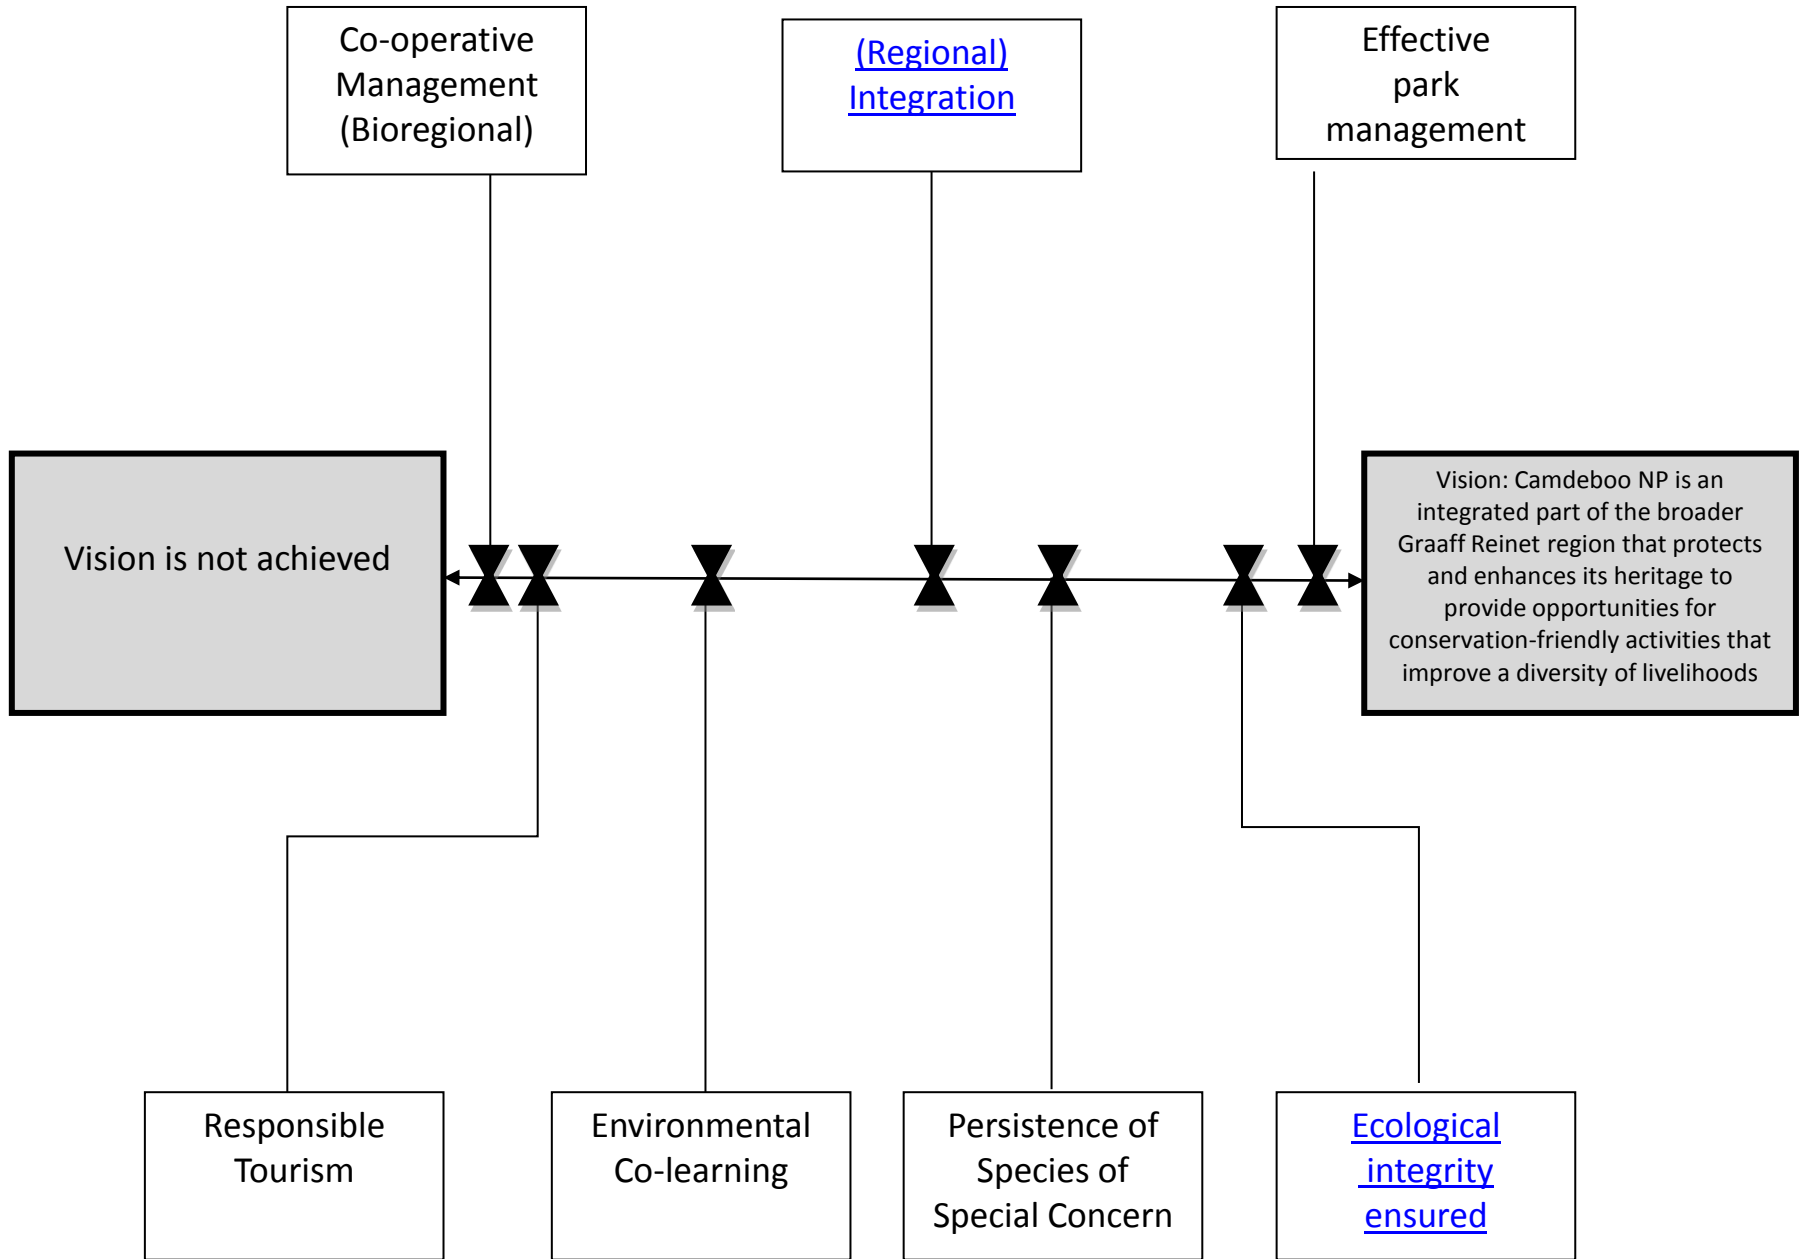 Co-operative
Management
(Bioregional)
(Regional)
Integration
Effective
park
management
Vision is not achieved
Vision: Camdeboo NP is an
integrated part of the broader
Graaff Reinet region that protects
and enhances its heritage to
provide opportunities for
conservation-friendly activities that
improve a diversity of livelihoods
Responsible
Tourism
Environmental
Co-learning
Persistence of
Species of
Special Concern
Ecological
integrity
ensured